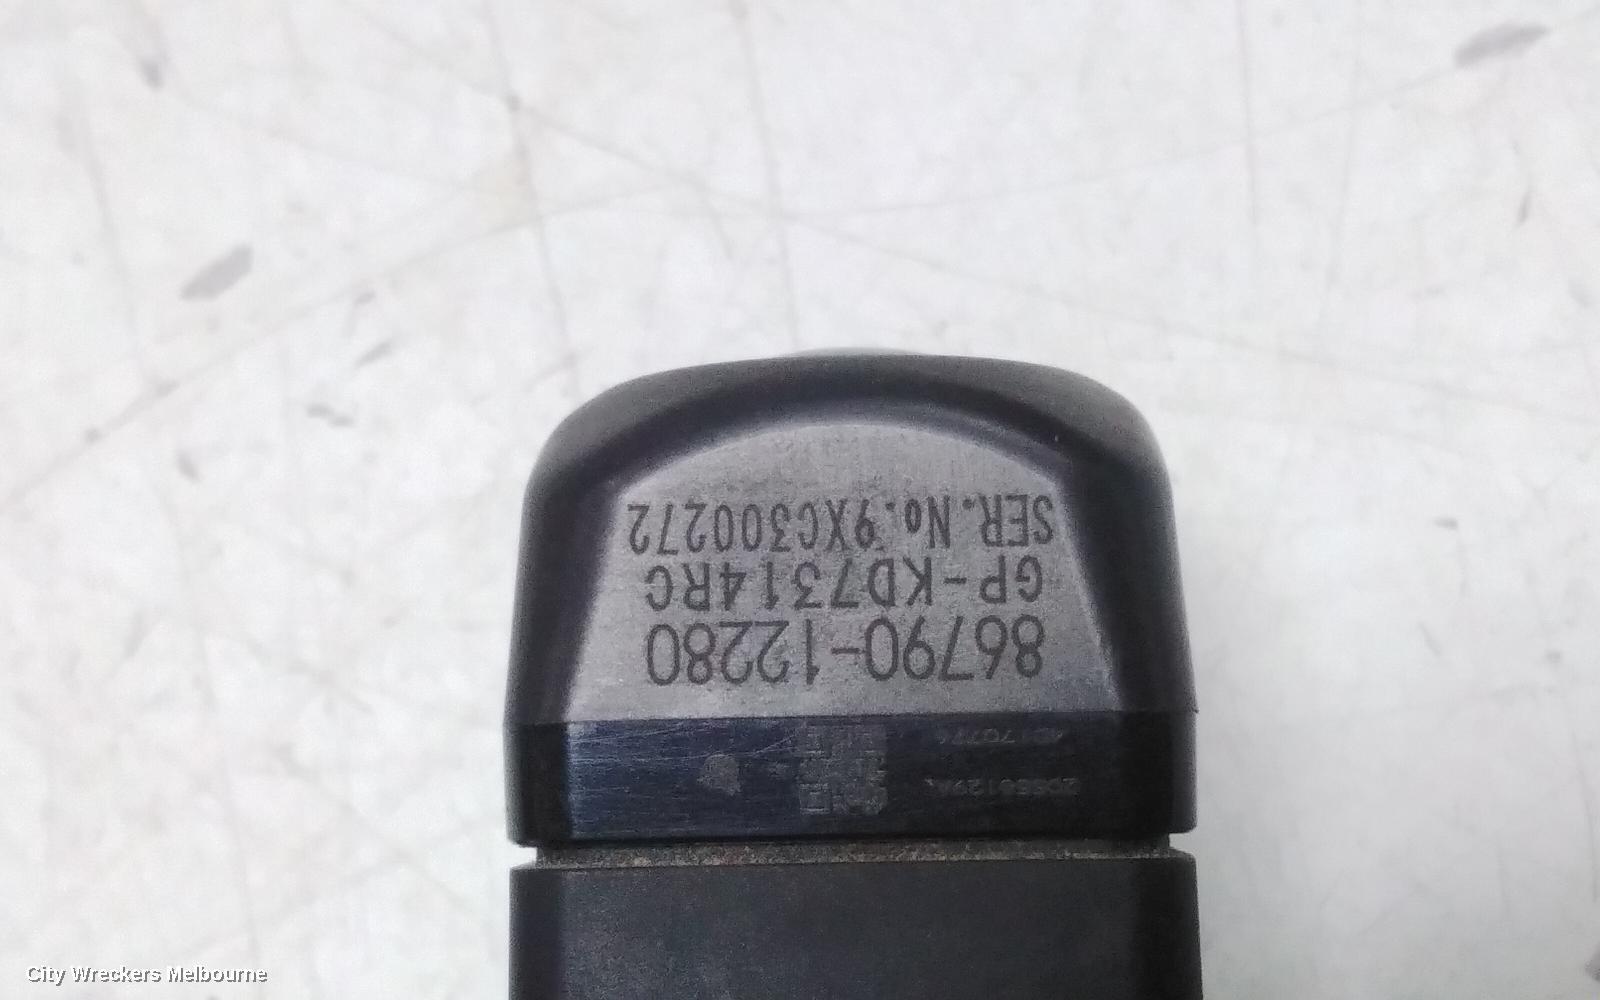 86790-12280
GP-KD7314RC
SER.No.9XC300272
City Wreckers Melbourne